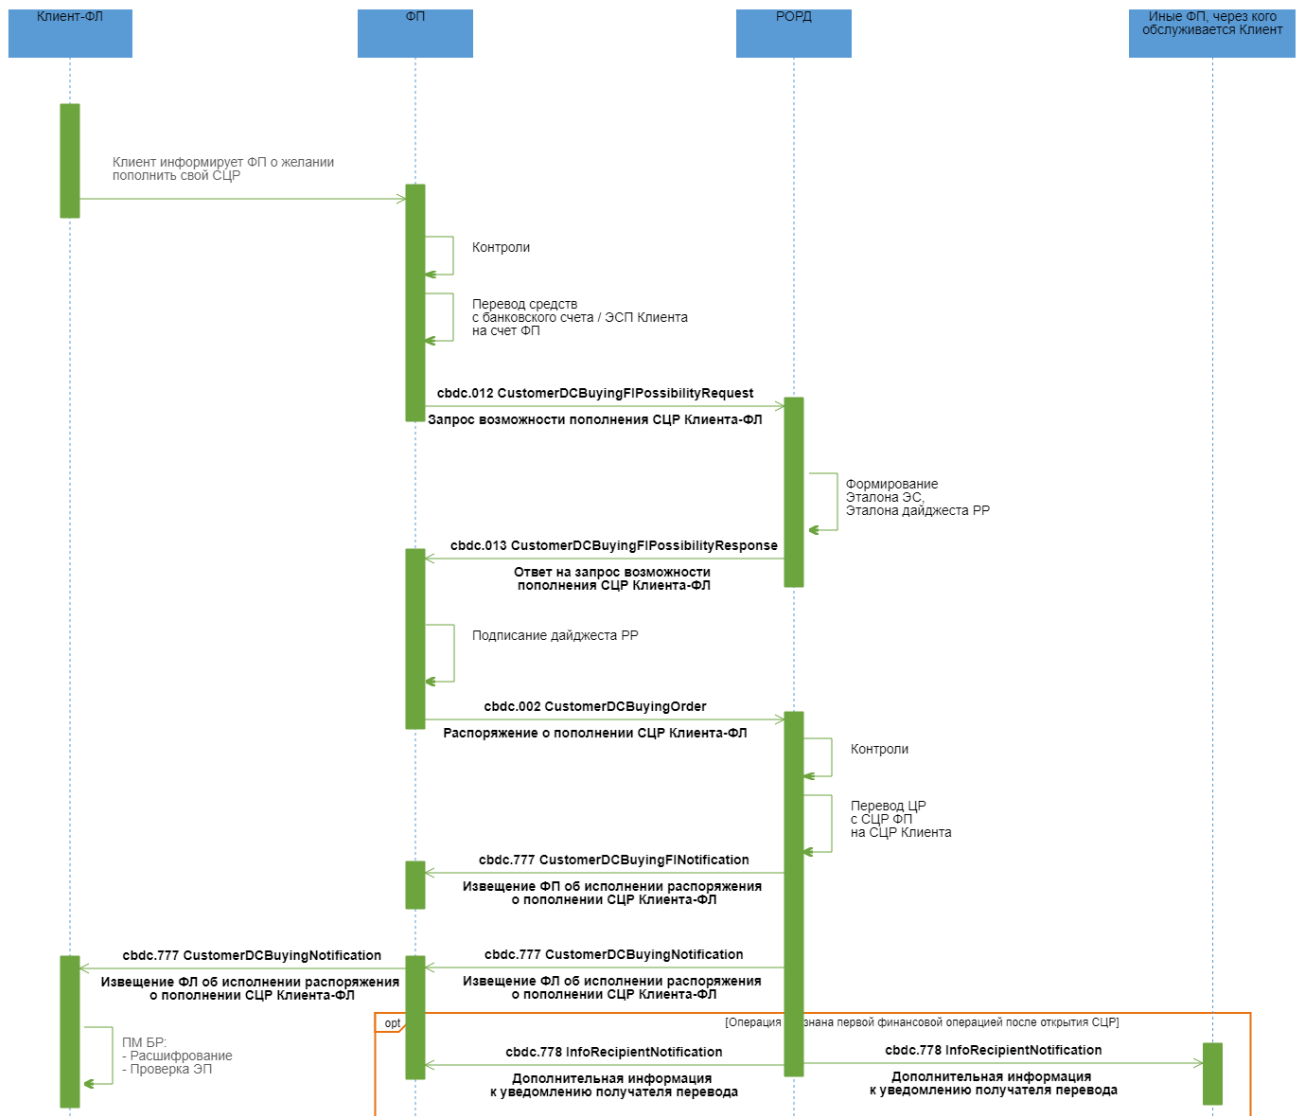 Клиент-ФЛ
ФП
РОРД
Иные ФП, через кого
обслуживается Клиент
Клиент информирует ФП о желании
пополнить свой СЦР
Контроли
Перевод средств
с банковского счета / ЭСП Клиента
на счет ФП
cbdc.012 CustomerDCBuyingFIPossibilityRequest
Запрос возможности пополнения СЦР Клиента-ФЛ
Формирование
Эталона ЭС,
Эталона дайджеста РР
cbdc.013 CustomerDCBuyingFIPossibilityResponse
Ответ на запрос возможности
пополнения СЦР Клиента-ФЛ
Подписание дайджеста РР
cbdc.002 CustomerDCBuyingOrder
Распоряжение о пополнении СЦР Клиента-ФЛ
Контроли
Перевод ЦР
с СЦР ФП
на СЦР Клиента
cbdc.777 CustomerDCBuyingFINotification
Извещение ФП об исполнении распоряжения
о пополнении СЦР Клиента-ФЛ
cbdc.777 CustomerDCBuyingNotification
Извещение ФЛ об исполнении распоряжения
о пополнении СЦР Клиента-ФЛ
cbdc.777 CustomerDCBuyingNotification
Извещение ФЛ об исполнении распоряжения
о пополнении СЦР Клиента-ФЛ
opt
[Операция знана первой финансовой операцией после открытия СЦР]
ПМ БР:
- Расшифрование
- Проверка ЭП
cbdc.778 InfoRecipientNotification
Дополнительная информация
к уведомлению получателя перевода
cbdc.778 InfoRecipientNotification
Дополнительная информация
к уведомлению получателя перевода